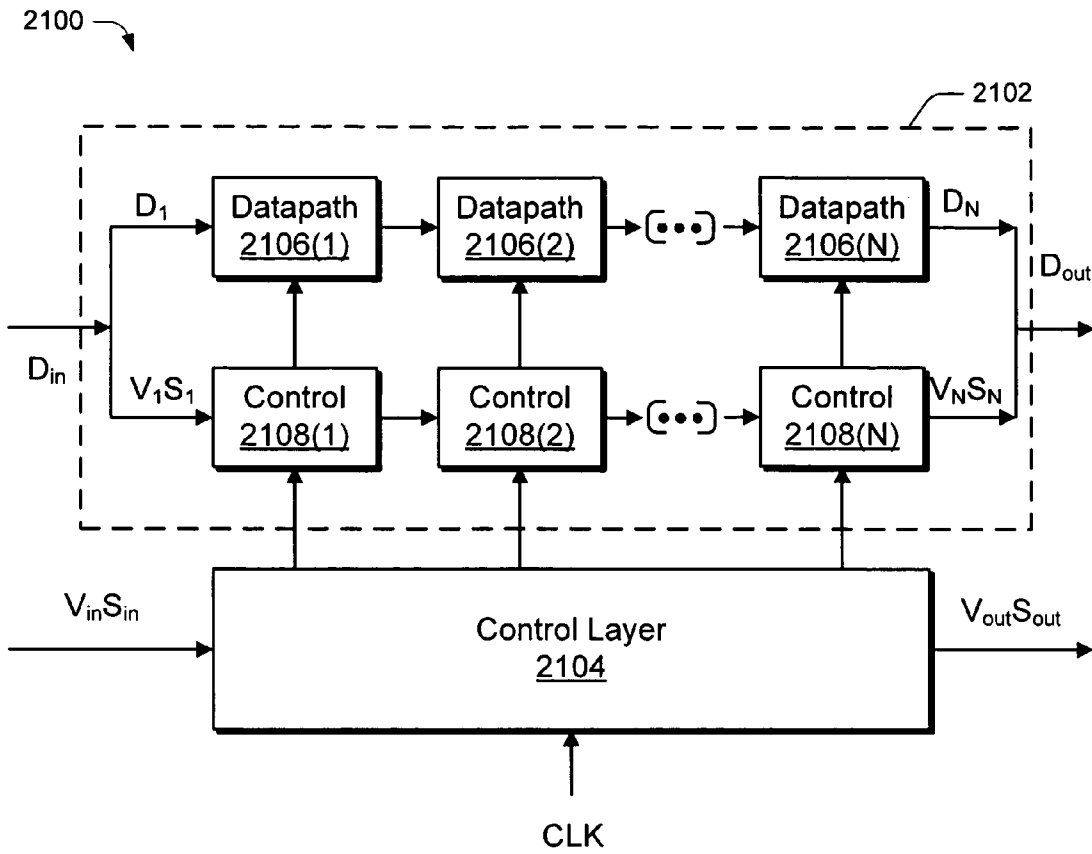 2100
2102
D1
Datapath
2106(1)
Datapath
2106(2)
[•••]
Datapath
2106(N)
DN
Din
Dout
V1S1
Control
2108(1)
Control
2108(2)
[•••]
Control
2108(N)
VNSN
VinSin
Control Layer
2104
VoutSout
CLK